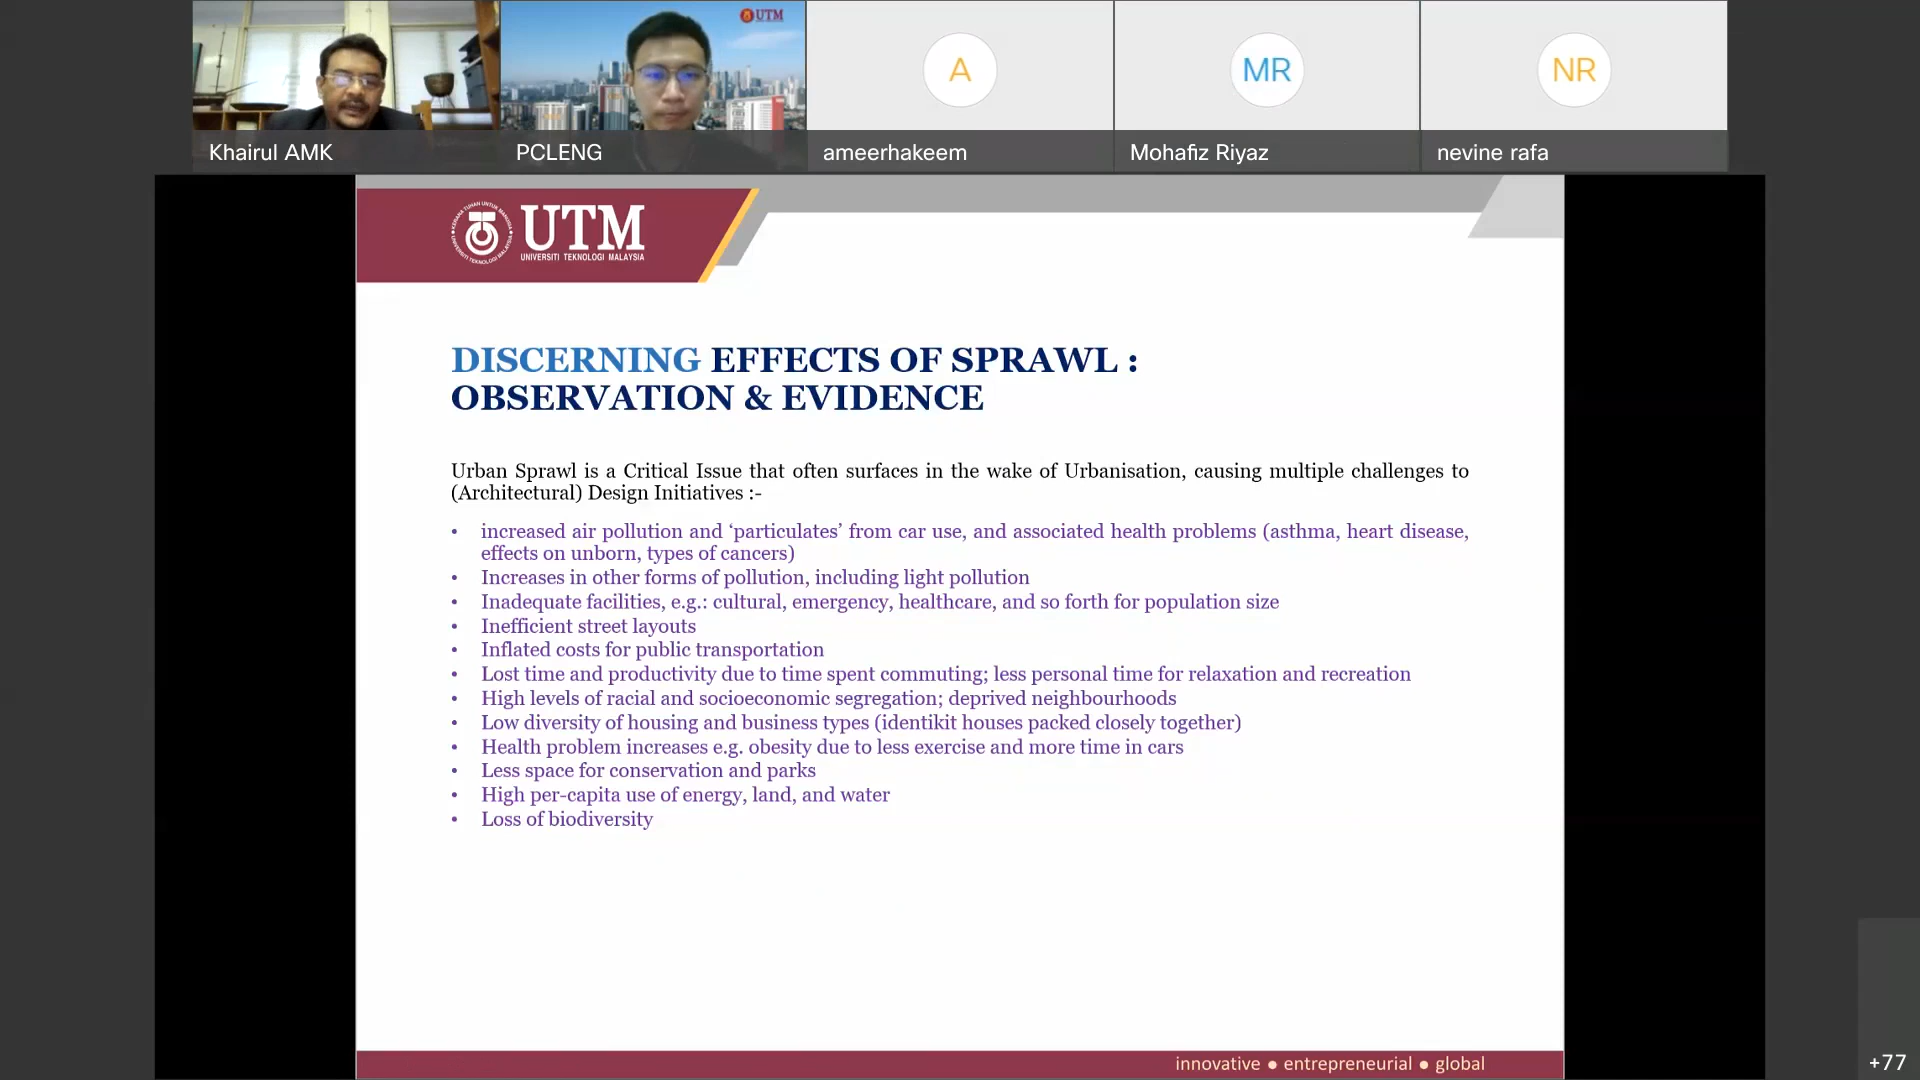 UTM
A
MR
NR
Khairul AMK
PCLENG
ameerhakeem
Mohafiz Riyaz
nevine rafa
UTM
UNIVERSITI TEKNOLOGI MALAYSIA
DISCERNING EFFECTS OF SPRAWL :
OBSERVATION & EVIDENCE
Urban Sprawl is a Critical Issue that often surfaces in the wake of Urbanisation, causing multiple challenges to
(Architectural) Design Initiatives :-
• increased air pollution and ‘particulates’ from car use, and associated health problems (asthma, heart disease,
effects on unborn, types of cancers)
• Increases in other forms of pollution, including light pollution
• Inadequate facilities, e.g.: cultural, emergency, healthcare, and so forth for population size
• Inefficient street layouts
• Inflated costs for public transportation
• Lost time and productivity due to time spent commuting; less personal time for relaxation and recreation
• High levels of racial and socioeconomic segregation; deprived neighbourhoods
• Low diversity of housing and business types (identikit houses packed closely together)
• Health problem increases e.g. obesity due to less exercise and more time in cars
• Less space for conservation and parks
• High per-capita use of energy, land, and water
• Loss of biodiversity
innovative ● entrepreneurial ● global
+77